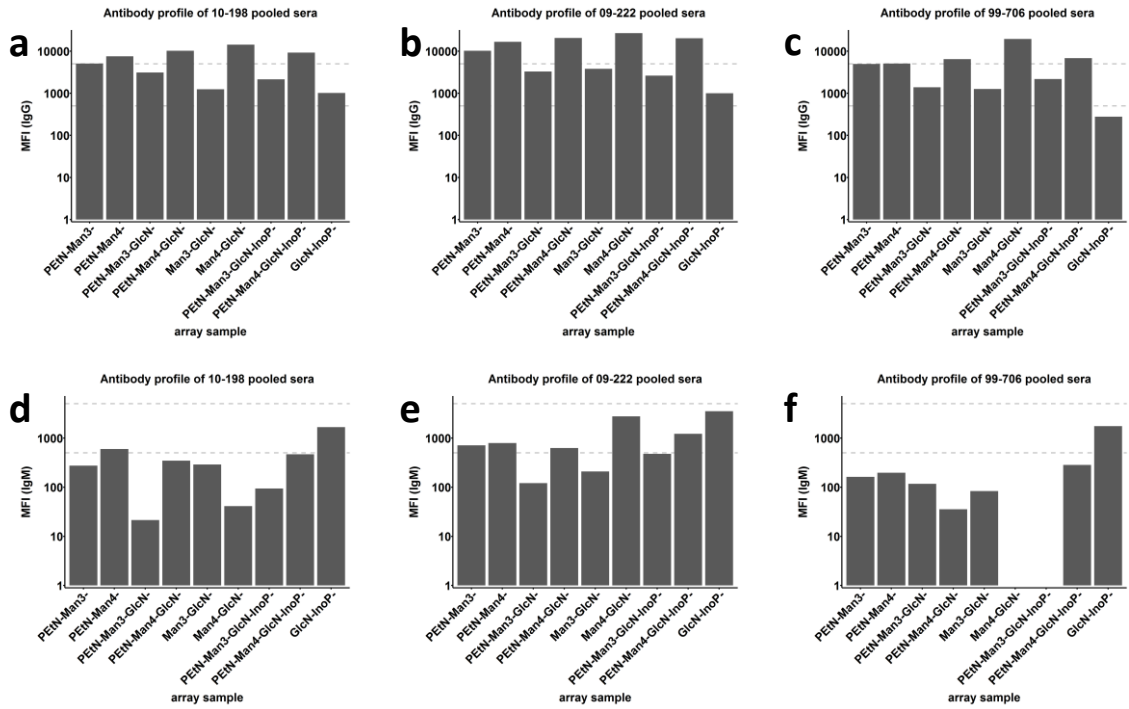 a
Antibody profile of 10-198 pooled sera
MFI (IgG)
10000
1000
100
10
1
PEtN-Man3-
PEtN-Man4-
PEtN-Man3-GlcN-
PEtN-Man4-GlcN-
Man3-GlcN-
Man4-GlcN-
PEtN-Man3-GlcN-InoP-
PEtN-Man4-GlcN-InoP-
GlcN-InoP-
array sample
b
Antibody profile of 09-222 pooled sera
MFI (IgG)
10000
1000
100
10
1
PEtN-Man3-
PEtN-Man4-
PEtN-Man3-GlcN-
PEtN-Man4-GlcN-
Man3-GlcN-
Man4-GlcN-
PEtN-Man3-GlcN-InoP-
PEtN-Man4-GlcN-InoP-
GlcN-InoP-
array sample
c
Antibody profile of 99-706 pooled sera
MFI (IgG)
10000
1000
100
10
1
PEtN-Man3-
PEtN-Man4-
PEtN-Man3-GlcN-
PEtN-Man4-GlcN-
Man3-GlcN-
Man4-GlcN-
PEtN-Man3-GlcN-InoP-
PEtN-Man4-GlcN-InoP-
GlcN-InoP-
array sample
d
Antibody profile of 10-198 pooled sera
MFI (IgM)
1000
100
10
1
PEtN-Man3-
PEtN-Man4-
PEtN-Man3-GlcN-
PEtN-Man4-GlcN-
Man3-GlcN-
Man4-GlcN-
PEtN-Man3-GlcN-InoP-
PEtN-Man4-GlcN-InoP-
GlcN-InoP-
array sample
e
Antibody profile of 09-222 pooled sera
MFI (IgM)
1000
100
10
1
PEtN-Man3-
PEtN-Man4-
PEtN-Man3-GlcN-
PEtN-Man4-GlcN-
Man3-GlcN-
Man4-GlcN-
PEtN-Man3-GlcN-InoP-
PEtN-Man4-GlcN-InoP-
GlcN-InoP-
array sample
f
Antibody profile of 99-706 pooled sera
MFI (IgM)
1000
100
10
1
PEtN-Man3-
PEtN-Man4-
PEtN-Man3-GlcN-
PEtN-Man4-GlcN-
Man3-GlcN-
Man4-GlcN-
PEtN-Man3-GlcN-InoP-
PEtN-Man4-GlcN-InoP-
GlcN-InoP-
array sample